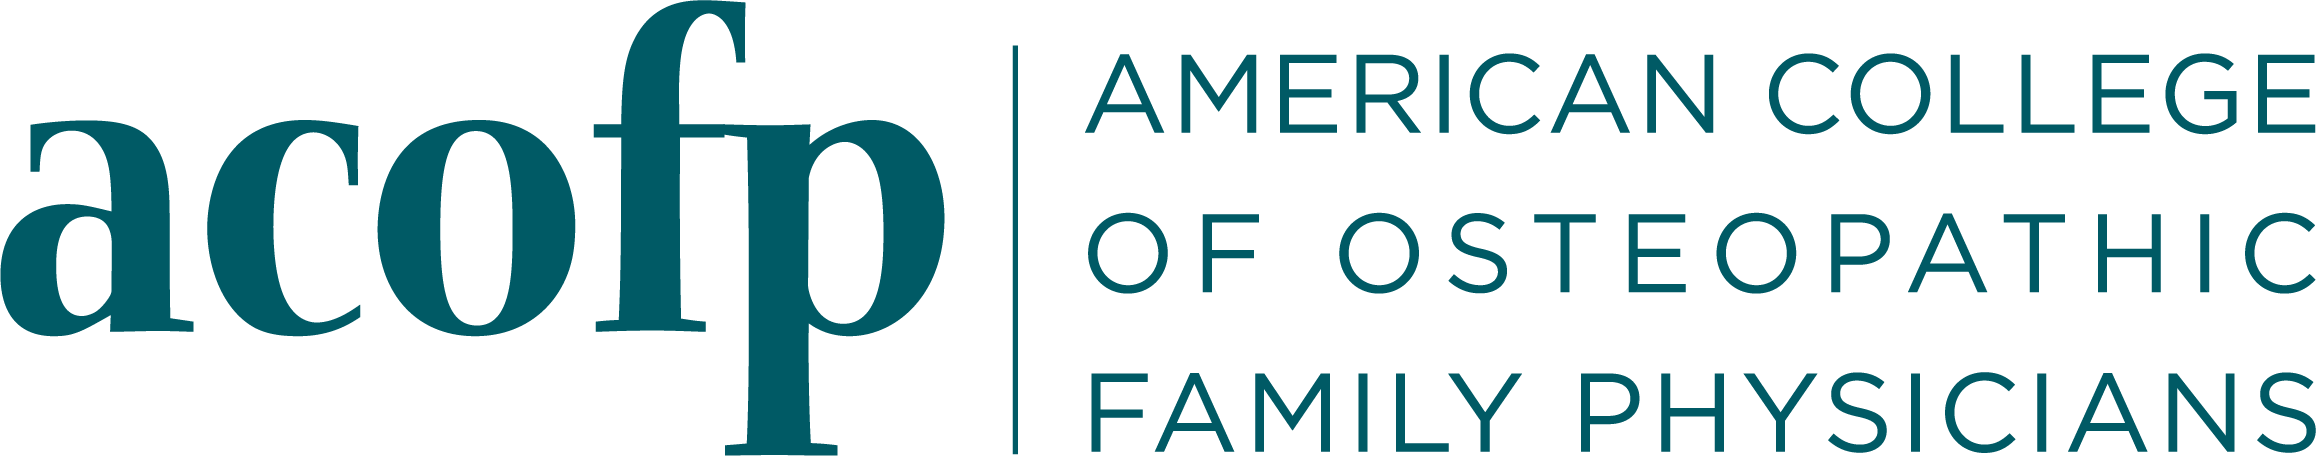 acofp
AMERICAN COLLEGE
OF OSTEOPATHIC
FAMILY PHYSICIANS